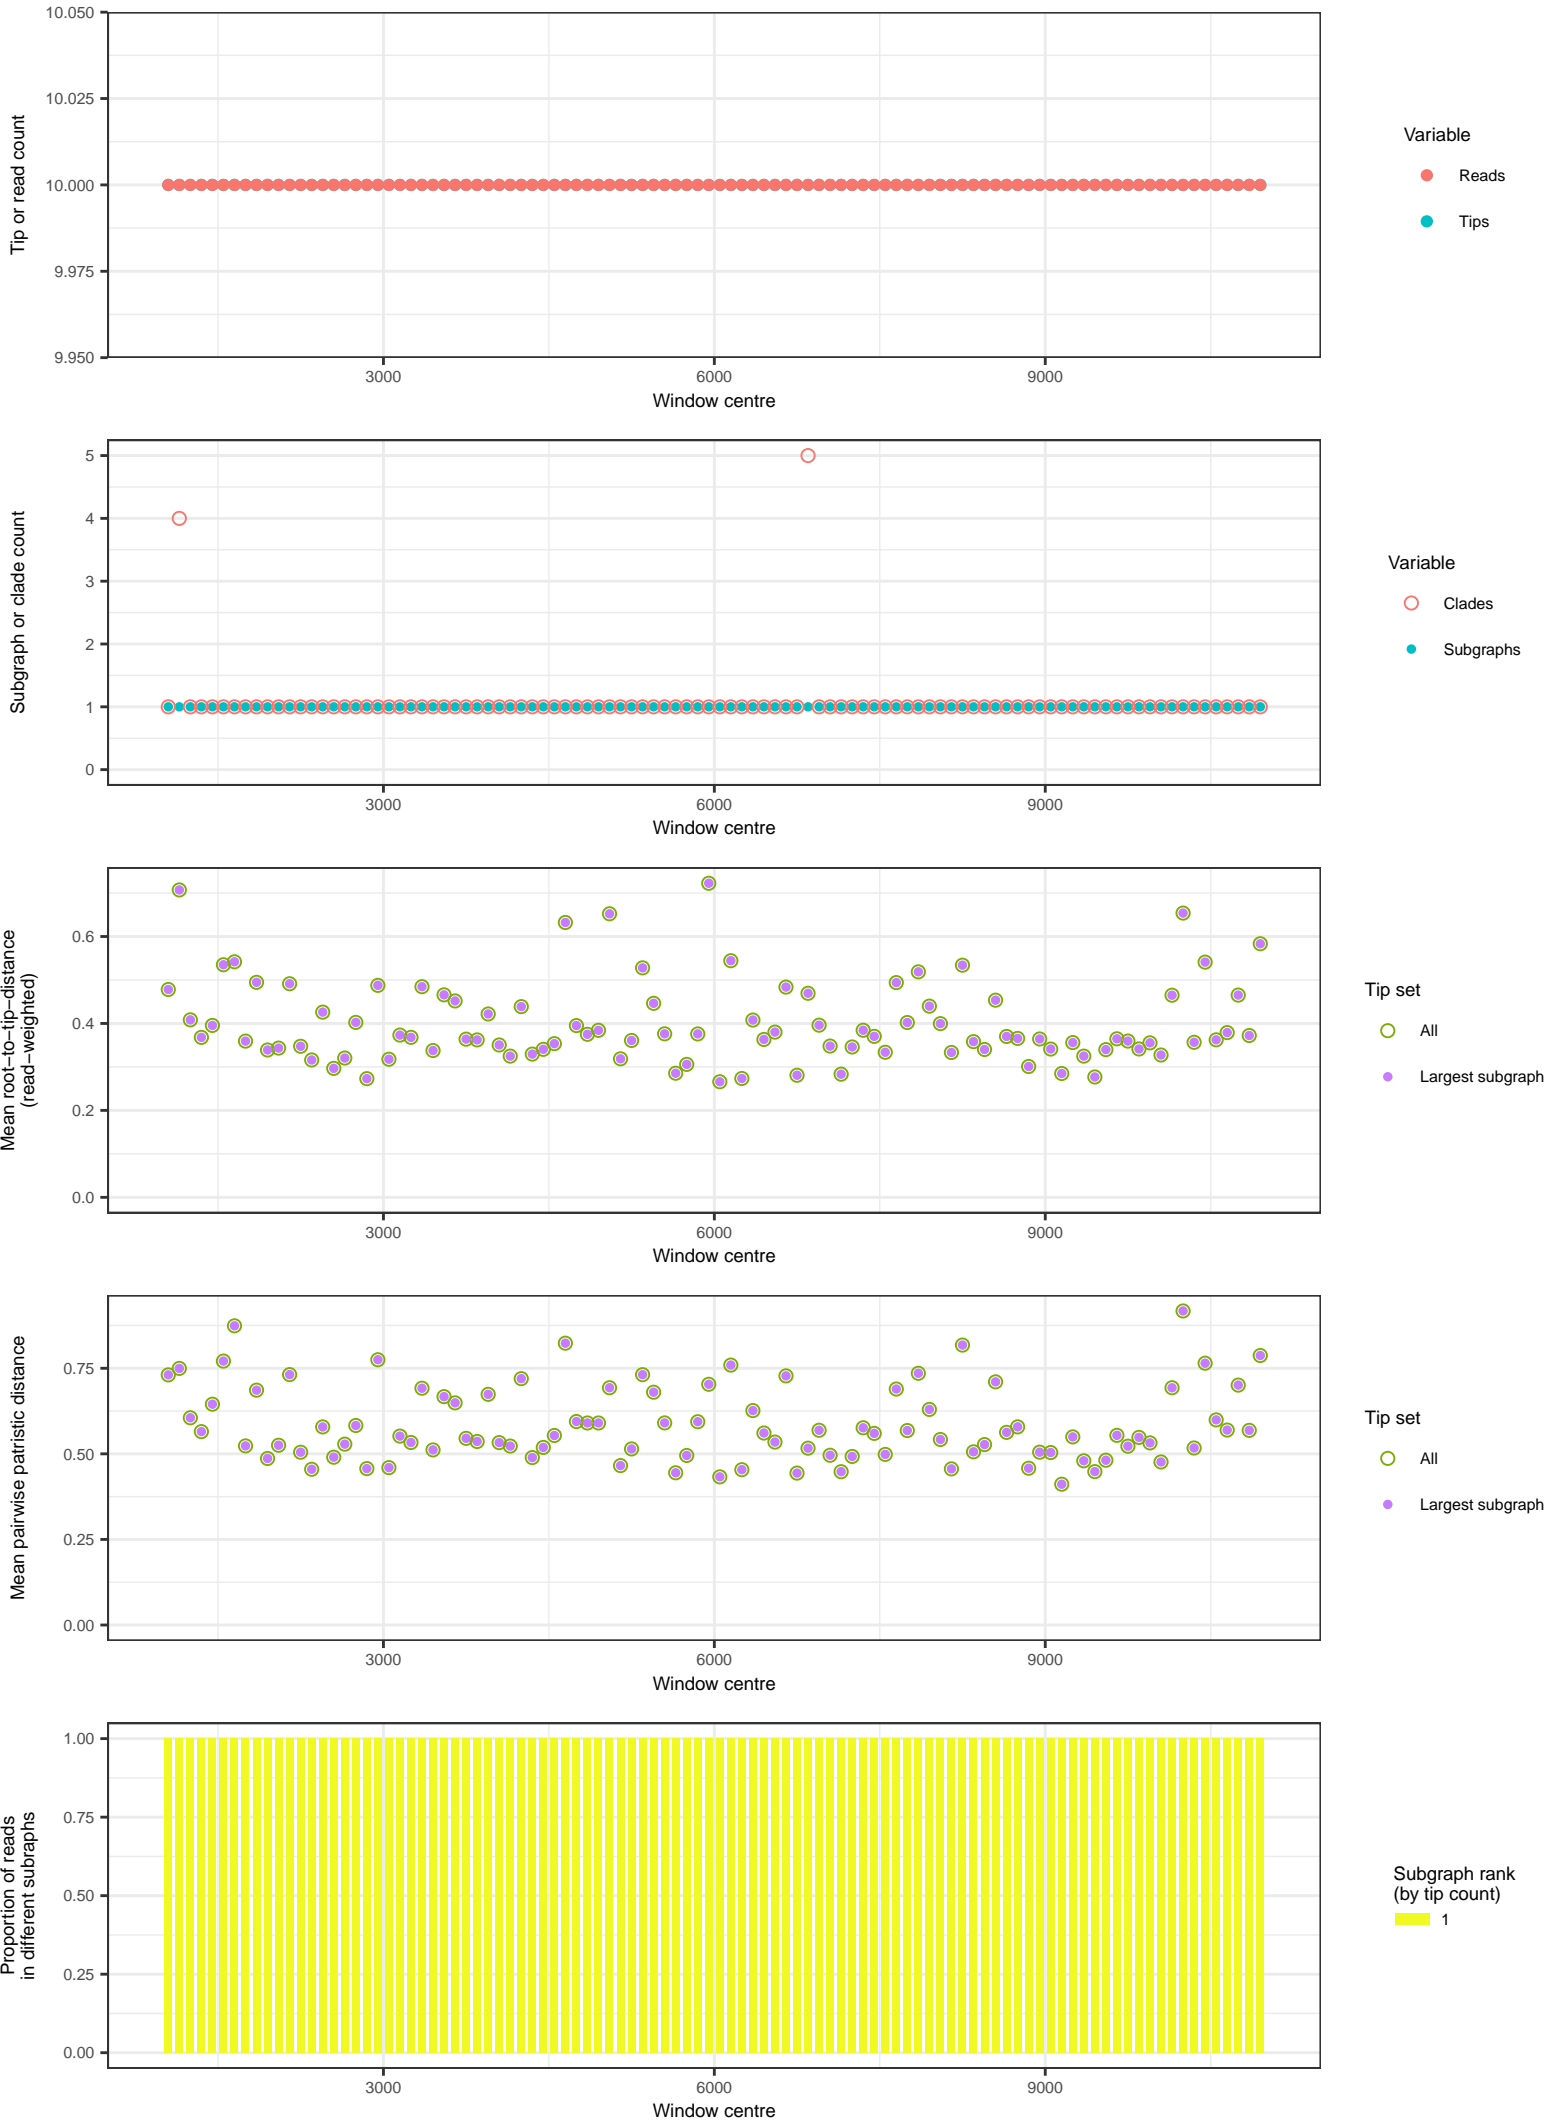 10.050
10.025
10.000
9.975
9.950
Tip or read count
3000 6000 9000
Window centre
Variable
Reads
Tips
5
4
3
2
1
0
Subgraph or clade count
3000 6000 9000
Window centre
Variable
Clades
Subgraphs
0.6
0.4
0.2
0.0
Mean root−to−tip−distance
(read−weighted)
3000 6000 9000
Window centre
Tip set
All
Largest subgraph
0.75
0.50
0.25
0.00
Mean pairwise patristic distance
3000 6000 9000
Window centre
Tip set
All
Largest subgraph
1.00
0.75
0.50
0.25
0.00
Proportion of reads
in different subraphs
3000 6000 9000
Window centre
Subgraph rank
(by tip count)
1